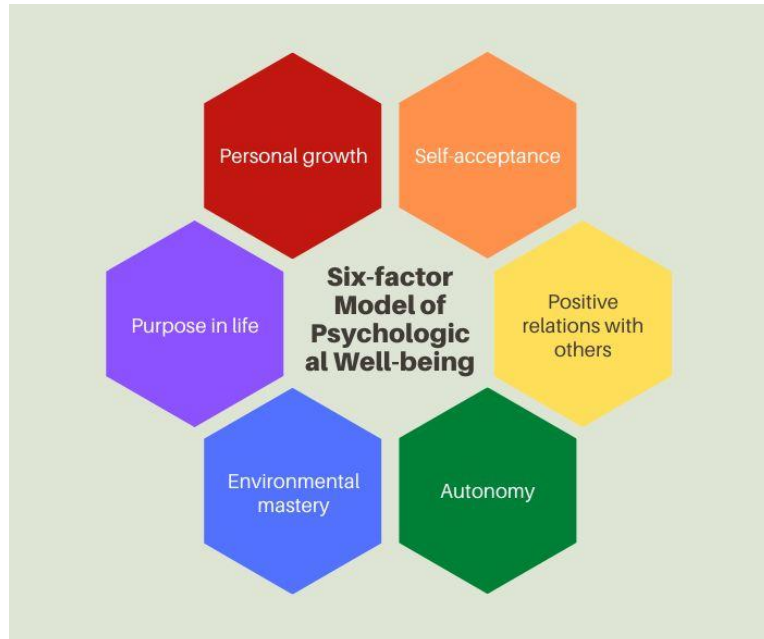 Personal growth
Self-acceptance
Six-factor
Model of
Psychologic
al Well-being
Purpose in life
Positive
relations with
others
Environmental
mastery
Autonomy